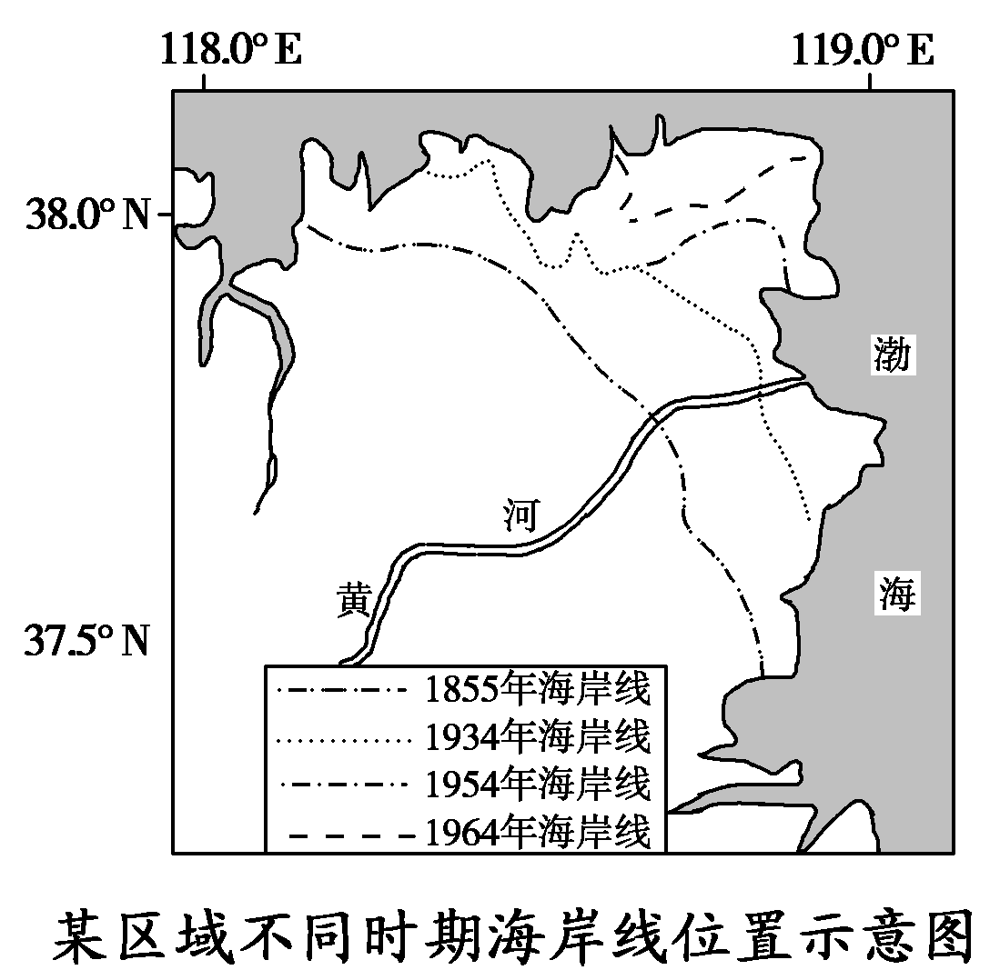 118.0° E
119.0° E
38.0° N
渤
河
海
黄
37.5° N
1855年海岸线
1934年海岸线
1954年海岸线
1964年海岸线
某区域不同时期海岸线位置示意图